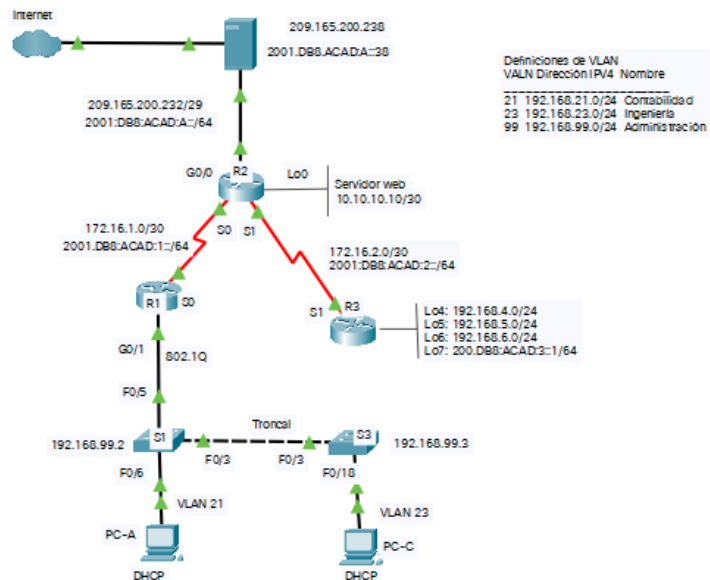 Internet
209.165.200.238
2001.DB8.ACAD:A::38
Definiciones de VLAN
VALN Dirección IPV4 Nombre
21 192.168.21.0/24 Contabilidad
23 192.168.23.0/24 Ingeniería
99 192.168.99.0/24 Administración
209.165.200.232/29
2001:DB8:ACAD:A::/64
R2
G0/0
Lo0
Servidor web
10.10.10.10/30
S0
S1
172.16.1.0/30
2001.DB8:ACAD:1::/64
172.16.2.0/30
2001:DB8:ACAD:2::/64
R1
S0
S1
R3
Lo4: 192.168.4.0/24
Lo5: 192.168.5.0/24
Lo6: 192.168.6.0/24
Lo7: 200.DB8:ACAD:3::1/64
G0/1
802.1Q
F0/5
192.168.99.2
S1
Troncal
S3
192.168.99.3
F0/3
F0/3
F0/6
F0/18
VLAN 21
VLAN 23
PC-A
PC-C
DHCP
DHCP